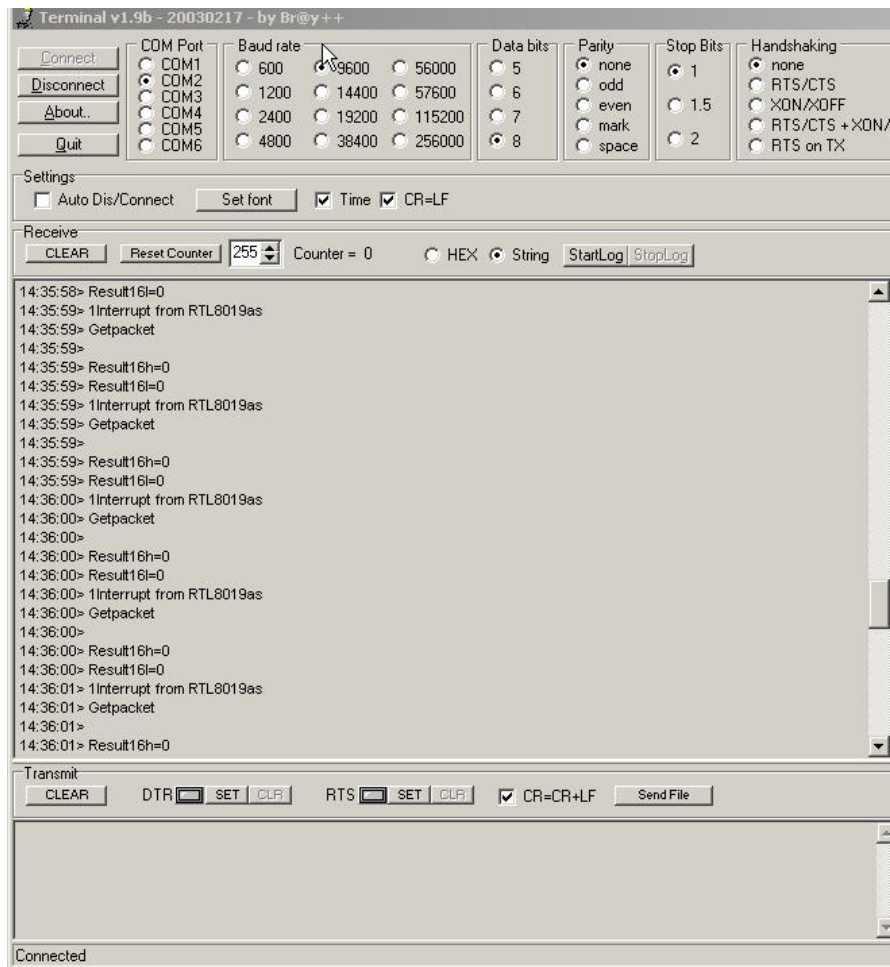 Terminal v1.9b - 20030217 - by Br@y++
Connect
Disconnect
About..
Quit
COM Port
COM1
COM2
COM3
COM4
COM5
COM6
Baud rate
600
1200
2400
4800
9600
14400
19200
38400
56000
57600
115200
256000
Data bits
5
6
7
8
Parity
none
odd
even
mark
space
Stop Bits
1
1.5
2
Handshaking
none
RTS/CTS
XON/XOFF
RTS/CTS + XON/
RTS on TX
Settings
Auto Dis/Connect Set font Time CR=LF
Receive
CLEAR Reset Counter 255 Counter = 0 HEX String StartLog StopLog
14:35:58> Result16l=0
14:35:59> 1Interrupt from RTL8019as
14:35:59> Getpacket
14:35:59>
14:35:59> Result16h=0
14:35:59> Result16l=0
14:35:59> 1Interrupt from RTL8019as
14:35:59> Getpacket
14:35:59>
14:35:59> Result16h=0
14:35:59> Result16l=0
14:36:00> 1Interrupt from RTL8019as
14:36:00> Getpacket
14:36:00>
14:36:00> Result16h=0
14:36:00> Result16l=0
14:36:00> 1Interrupt from RTL8019as
14:36:00> Getpacket
14:36:00>
14:36:00> Result16h=0
14:36:00> Result16l=0
14:36:01> 1Interrupt from RTL8019as
14:36:01> Getpacket
14:36:01>
14:36:01> Result16h=0
Transmit
CLEAR DTR SET CLR RTS SET CLR CR=CR+LF Send File
Connected